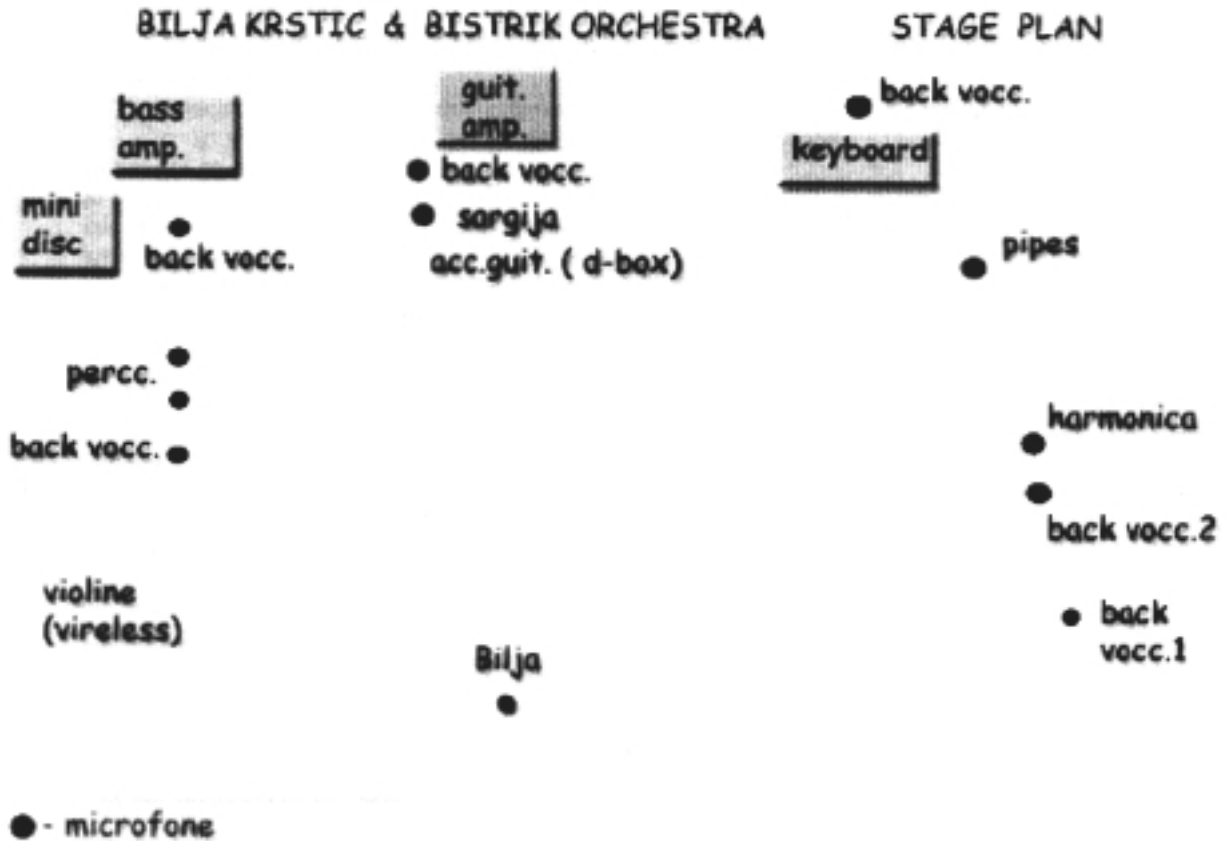 BILJA KRSTIC & BISTRIK ORCHESTRA STAGE PLAN
bass
amp.
guit.
amp.
back vocc.
keyboard
back vocc.
sargija
acc.guit. ( d-box)
mini
disc
back vocc.
pipes
percc.
back vocc.
harmonica
back vocc.2
violine
(vireless)
back
vocc.1
Bilja
- microfone